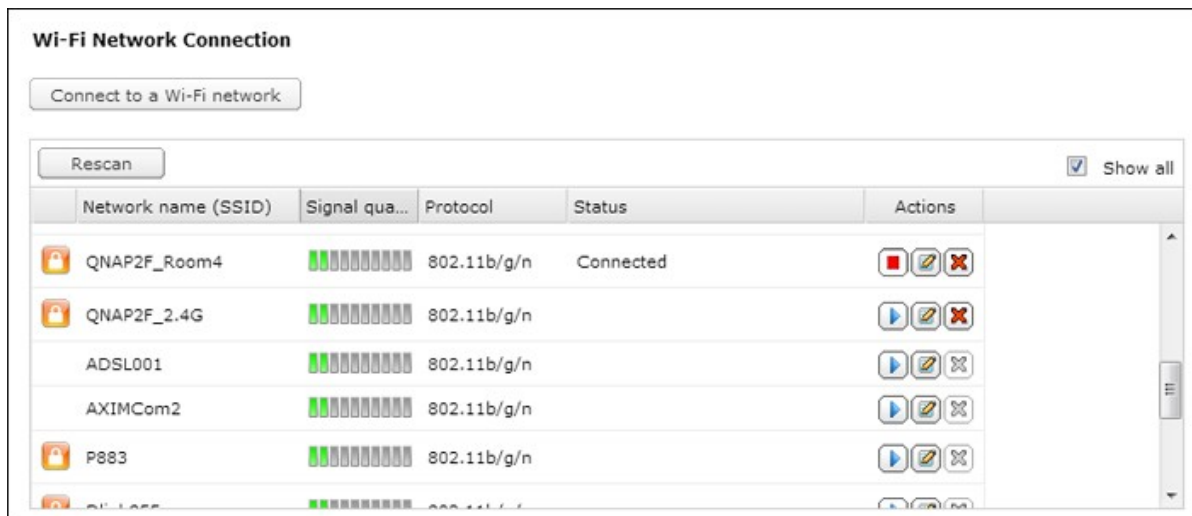 Wi-Fi Network Connection
Connect to a Wi-Fi network
Rescan Show all
Network name (SSID) Signal qua... Protocol Status Actions
QNAP2F_Room4 802.11b/g/n Connected
QNAP2F_2.4G 802.11b/g/n
ADSL001 802.11b/g/n
AXIMCom2 802.11b/g/n
P883 802.11b/g/n